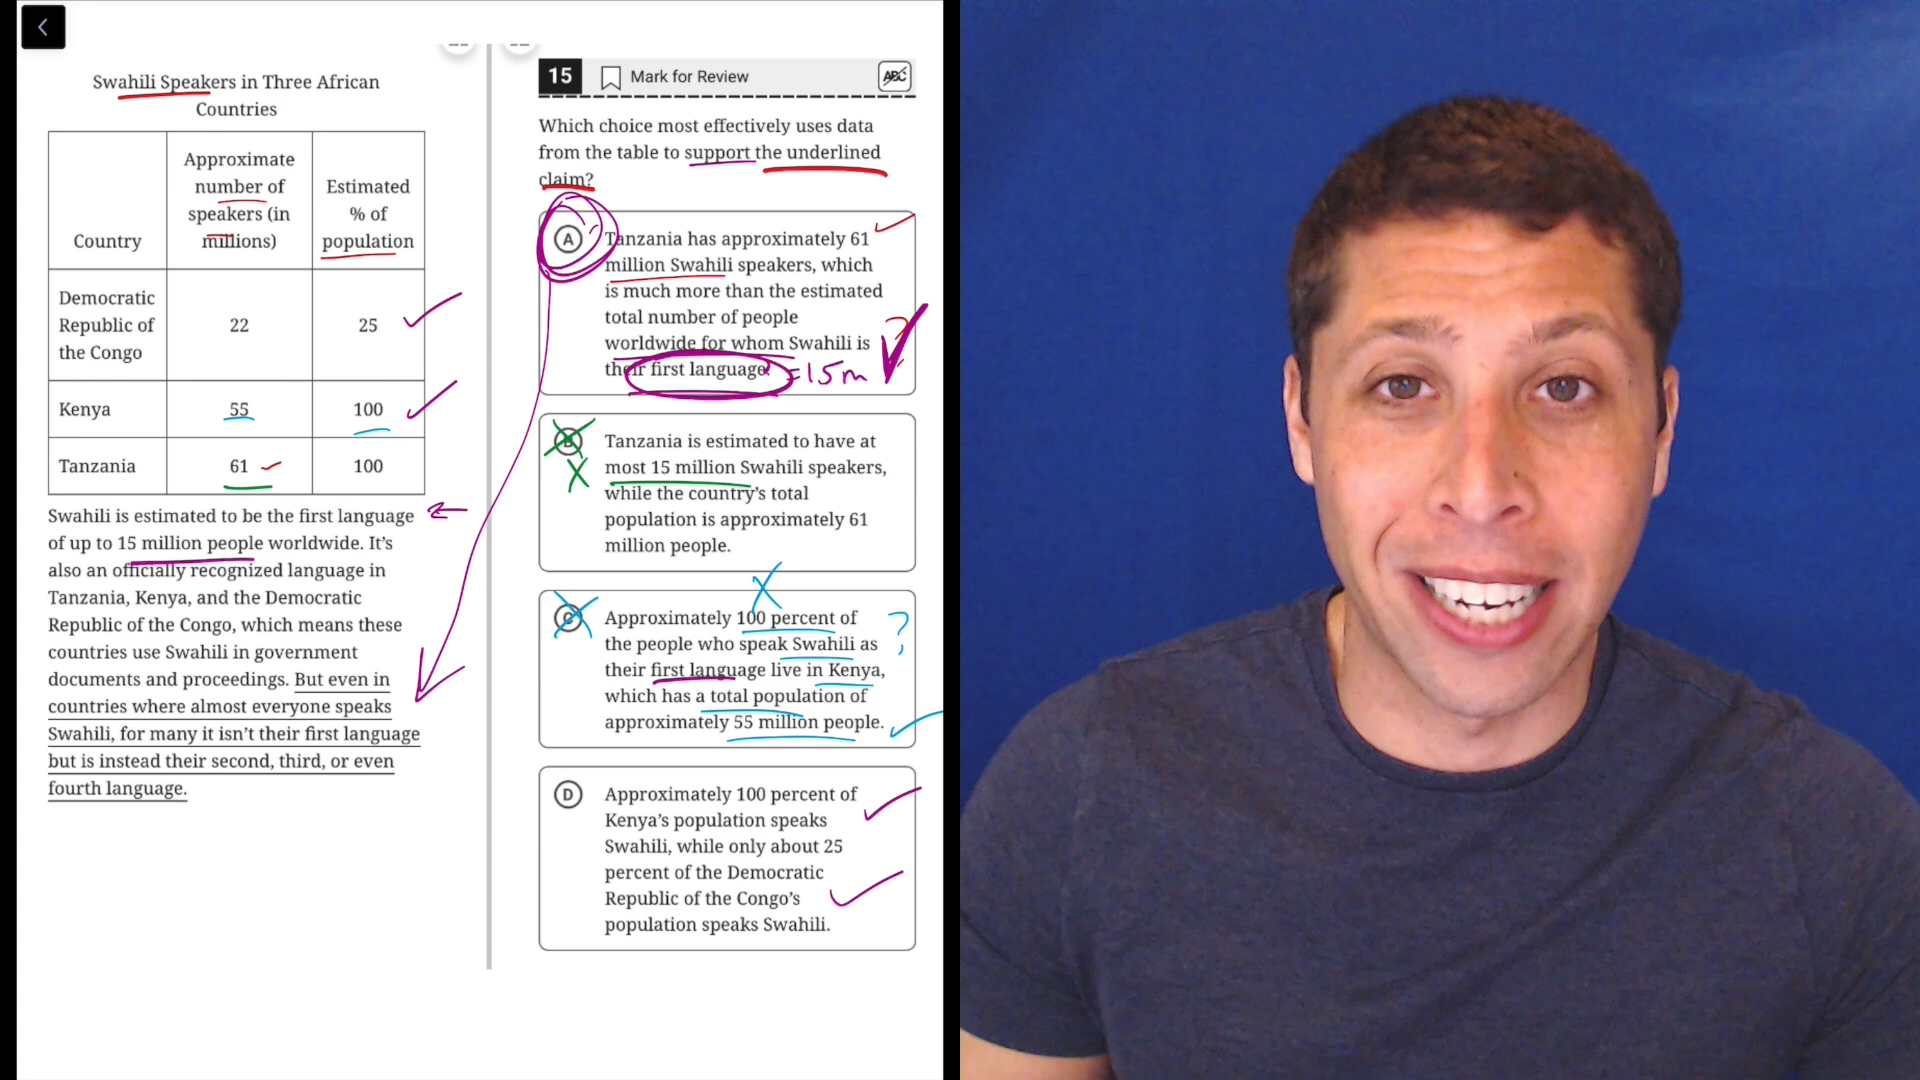 Swahili Speakers in Three African
Countries
Country
Approximate
number of
speakers (in
millions)
Estimated
% of
population
Democratic
Republic of
the Congo
22
25
Kenya
55
100
Tanzania
61
100
Swahili is estimated to be the first language
of up to 15 million people worldwide. It’s
also an officially recognized language in
Tanzania, Kenya, and the Democratic
Republic of the Congo, which means these
countries use Swahili in government
documents and proceedings. But even in
countries where almost everyone speaks
Swahili, for many it isn’t their first language
but is instead their second, third, or even
fourth language.
15 Mark for Review ABC
Which choice most effectively uses data
from the table to support the underlined
claim?
A
Tanzania has approximately 61
million Swahili speakers, which
is much more than the estimated
total number of people
worldwide for whom Swahili is
their first language. = 15m
?
B
X
Tanzania is estimated to have at
most 15 million Swahili speakers,
while the country’s total
population is approximately 61
million people.
X
C
Approximately 100 percent of
the people who speak Swahili as
their first language live in Kenya,
which has a total population of
approximately 55 million people.
?
D
Approximately 100 percent of
Kenya’s population speaks
Swahili, while only about 25
percent of the Democratic
Republic of the Congo’s
population speaks Swahili.